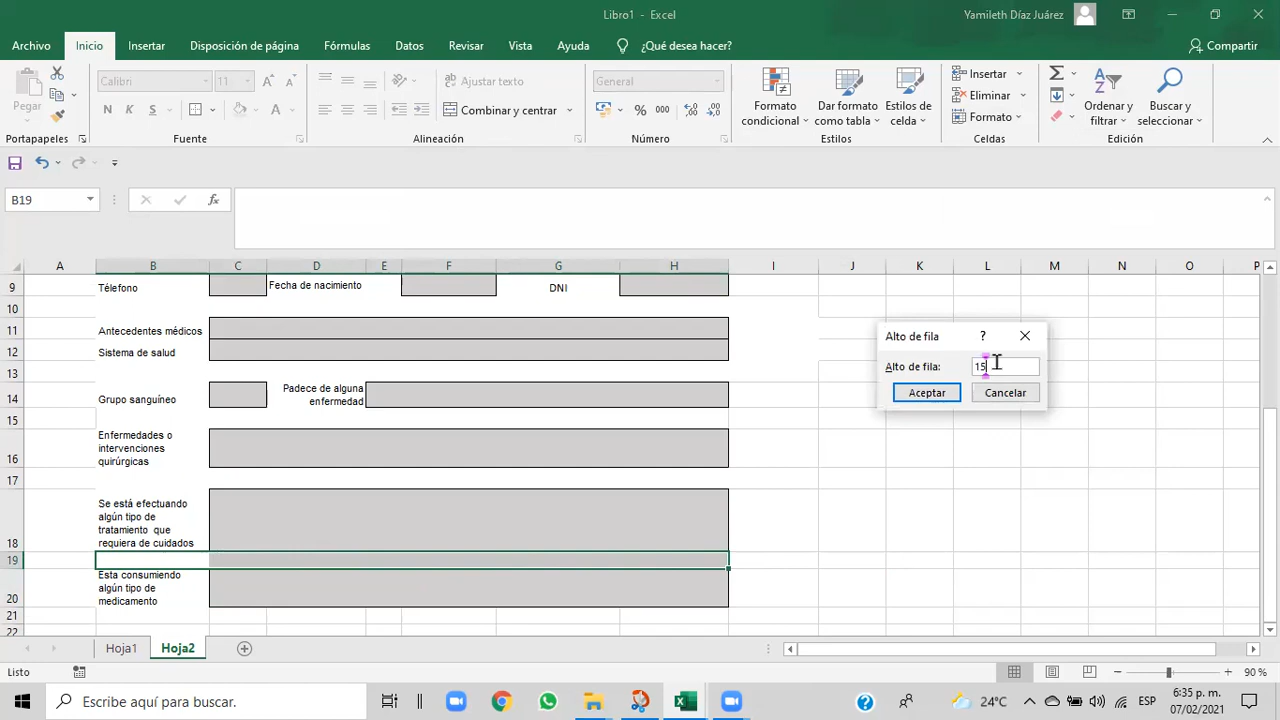 Libro1 - Excel
Yamileth Díaz Juárez
Archivo Inicio Insertar Disposición de página Fórmulas Datos Revisar Vista Ayuda ¿Qué desea hacer? Compartir
Pegar
Calibri 11
N K S
A A
Ajustar texto
Combinar y centrar
General
% 000
Formato condicional
Dar formato como tabla
Estilos de celda
Insertar
Eliminar
Formato
Ordenar y filtrar
Buscar y seleccionar
Portapapeles Fuente Alineación Número Estilos Celdas Edición
B19
fx
A B C D E F G H I J K L M N O P
9 Télefono Fecha de nacimiento DNI
10
11 Antecedentes médicos
12 Sistema de salud
13
14 Grupo sanguíneo
Padece de alguna
enfermedad
15
16
Enfermedades o
intervenciones
quirúrgicas
17
18
Se está efectuando
algún tipo de
tratamiento que
requiera de cuidados
19
20
Esta consumiendo
algún tipo de
medicamento
21
22
Alto de fila ?
Alto de fila: 15
Aceptar Cancelar
Hoja1 Hoja2
Listo
90 %
Escribe aquí para buscar.
24°C
ESP
6:35 p. m.
07/02/2021